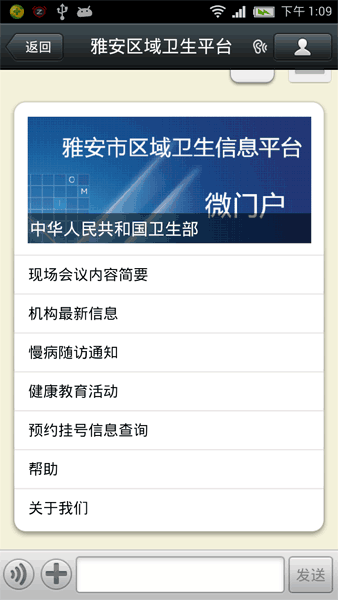 下午 1:09
返回
雅安区域卫生平台
雅安市区域卫生信息平台
C
M
微门户
中华人民共和国卫生部
现场会议内容简要
机构最新信息
慢病随访通知
健康教育活动
预约挂号信息查询
帮助
关于我们
发送